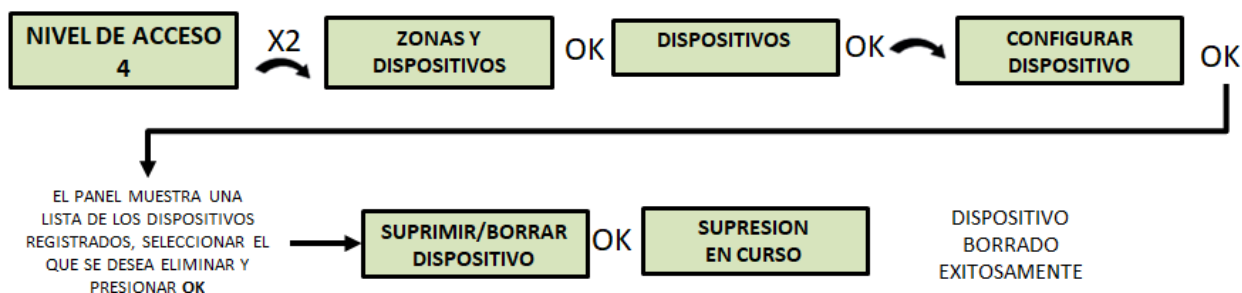 NIVEL DE ACCESO
4
X2
ZONAS Y
DISPOSITIVOS
OK
DISPOSITIVOS
OK
CONFIGURAR
DISPOSITIVO
OK
EL PANEL MUESTRA UNA
LISTA DE LOS DISPOSITIVOS
REGISTRADOS, SELECCIONAR EL
QUE SE DESEA ELIMINAR Y
PRESIONAR OK
SUPRIMIR/BORRAR
DISPOSITIVO
OK
SUPRESION
EN CURSO
DISPOSITIVO
BORRADO
EXITOSAMENTE